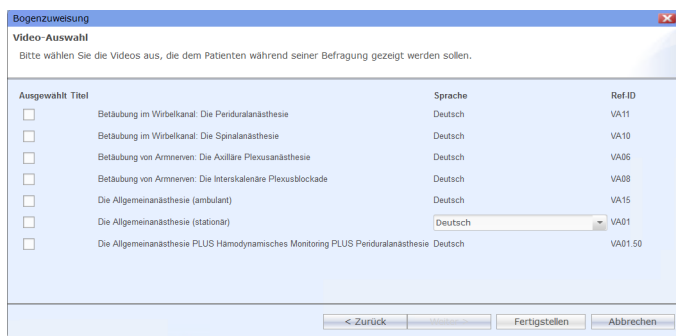 Bogenzuweisung
Video-Auswahl
Bitte wählen Sie die Videos aus, die dem Patienten während seiner Befragung gezeigt werden sollen.
Ausgewählt Titel Sprache Ref-ID
Betäubung im Wirbelkanal: Die Periduralanästhesie Deutsch VA11
Betäubung im Wirbelkanal: Die Spinalanästhesie Deutsch VA10
Betäubung von Armnerven: Die Axilläre Plexusanästhesie Deutsch VA06
Betäubung von Armnerven: Die Interskalenäre Plexusblockade Deutsch VA08
Die Allgemeinanästhesie (ambulant) Deutsch VA15
Die Allgemeinanästhesie (stationär) Deutsch VA01
Die Allgemeinanästhesie PLUS Hämodynamisches Monitoring PLUS Periduralanästhesie Deutsch VA01.50
< Zurück Fertigstellen Abbrechen